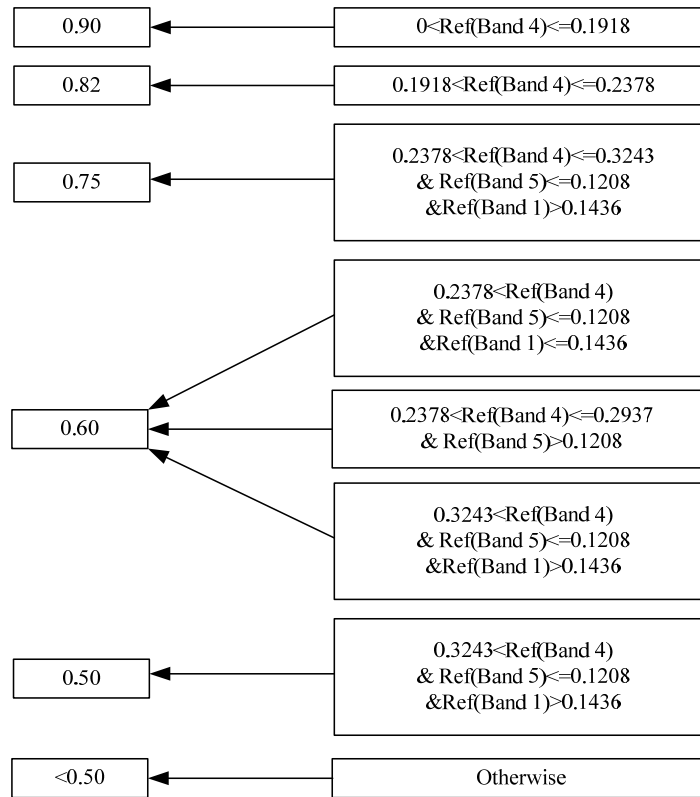 0.90
0<Ref(Band 4)<=0.1918
0.82
0.1918<Ref(Band 4)<=0.2378
0.75
0.2378<Ref(Band 4)<=0.3243
& Ref(Band 5)<=0.1208
&Ref(Band 1)>0.1436
0.60
0.2378<Ref(Band 4)
& Ref(Band 5)<=0.1208
&Ref(Band 1)<=0.1436
0.2378<Ref(Band 4)<=0.2937
& Ref(Band 5)>0.1208
0.3243<Ref(Band 4)
& Ref(Band 5)<=0.1208
&Ref(Band 1)>0.1436
0.50
0.3243<Ref(Band 4)
& Ref(Band 5)<=0.1208
&Ref(Band 1)>0.1436
<0.50
Otherwise